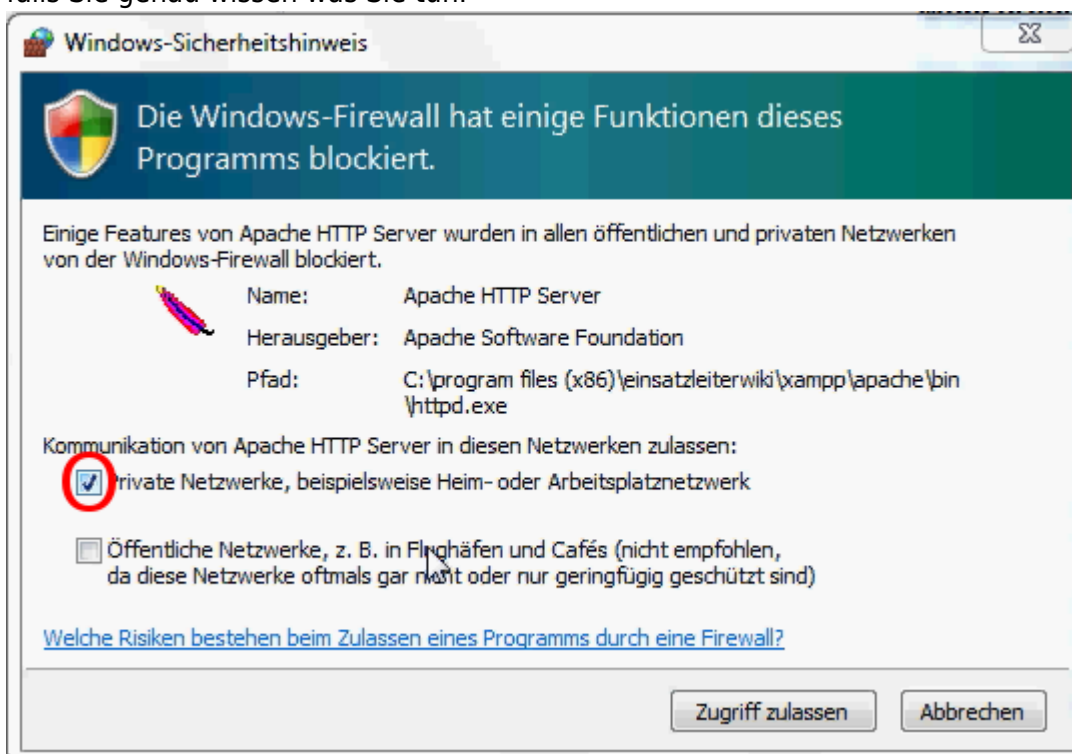 falls Sie genau wissen was Sie tun.
Windows-Sicherheitshinweis
Die Windows-Firewall hat einige Funktionen dieses
Programms blockiert.
Einige Features von Apache HTTP Server wurden in allen öffentlichen und privaten Netzwerken
von der Windows-Firewall blockiert.
Name: Apache HTTP Server
Herausgeber: Apache Software Foundation
Pfad: C:\program files (x86)\einsatzleiterwiki\xampp\apache\bin
\httpd.exe
Kommunikation von Apache HTTP Server in diesen Netzwerken zulassen:
Private Netzwerke, beispielsweise Heim- oder Arbeitsplatznetzwerk
Öffentliche Netzwerke, z. B. in Flughäfen und Cafés (nicht empfohlen,
da diese Netzwerke oftmals gar nicht oder nur geringfügig geschützt sind)
Welche Risiken bestehen beim Zulassen eines Programms durch eine Firewall?
Zugriff zulassen Abbrechen